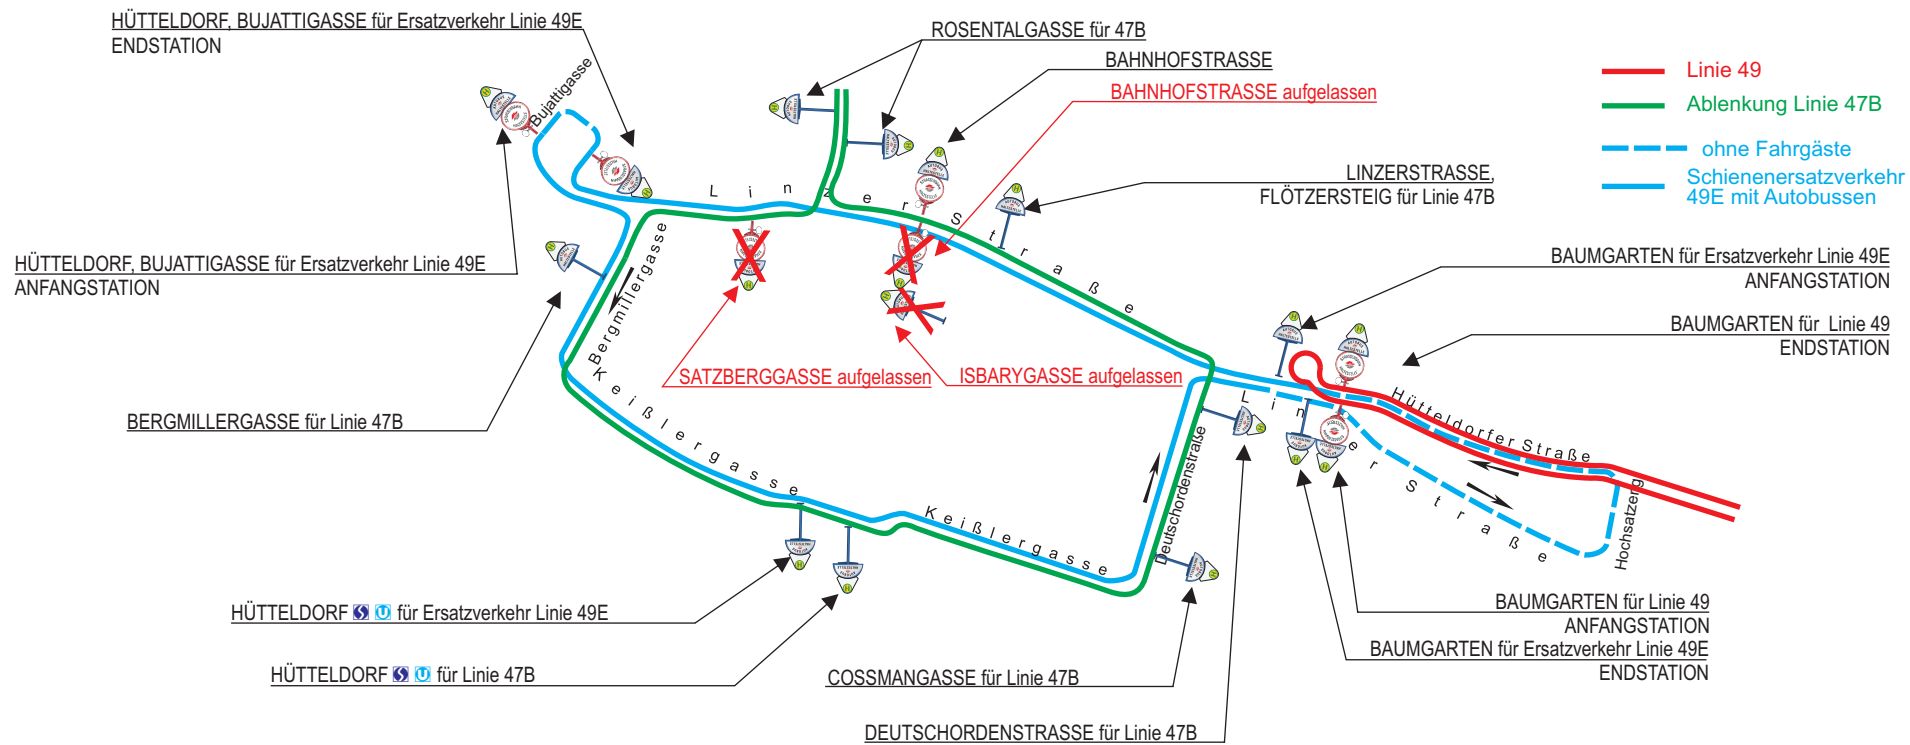 HÜTTELDORF, BUJATTIGASSE für Ersatzverkehr Linie 49E
ENDSTATION
ROSENTALGASSE für 47B
BAHNHOFSTRASSE
BAHNHOFSTRASSE aufgelassen
Linie 49
Ablenkung Linie 47B
ohne Fahrgäste
Schienenersatzverkehr
49E mit Autobussen
Bujattigasse
LINZERSTRASSE,
FLÖTZERSTEIG für Linie 47B
Linzer Straße
HÜTTELDORF, BUJATTIGASSE für Ersatzverkehr Linie 49E
ANFANGSTATION
BAUMGARTEN für Ersatzverkehr Linie 49E
ANFANGSTATION
BAUMGARTEN für Linie 49
ENDSTATION
Bergmillergasse
SATZBERGGASSE aufgelassen
ISBARYGASSE aufgelassen
BERGMILLERGASSE für Linie 47B
Keißlergasse
Keißlergasse
Deutschordenstraße
Linzer Straße
Hütteldorfer Straße
Hochsatzeng
HÜTTELDORF S U für Ersatzverkehr Linie 49E
HÜTTELDORF S U für Linie 47B
COSSMANGASSE für Linie 47B
DEUTSCHORDENSTRASSE für Linie 47B
BAUMGARTEN für Linie 49
ANFANGSTATION
BAUMGARTEN für Ersatzverkehr Linie 49E
ENDSTATION